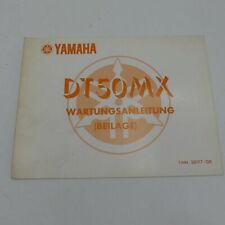 YAMAHA
DT50MX
WARTUNGSANLEITUNG
(BEILAGE)